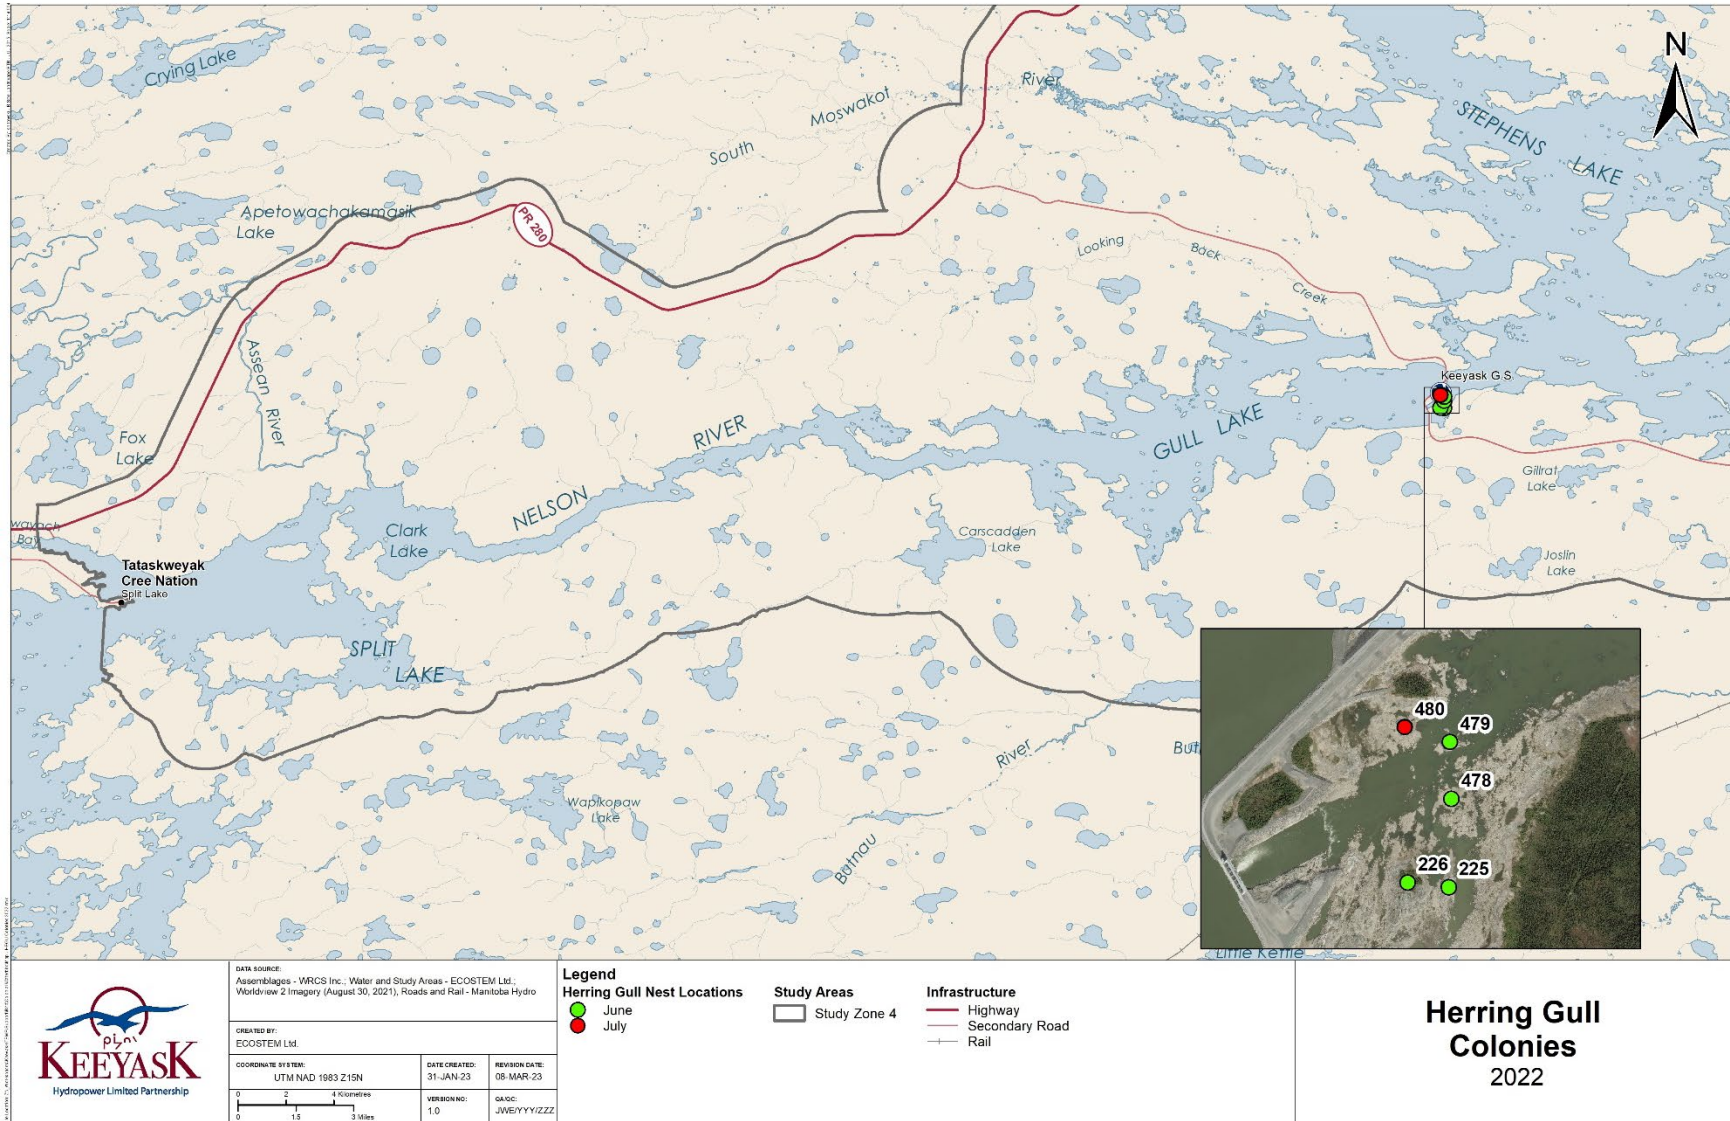 Crying Lake
River
Moswakot
South
STEPHENS
LAKE
N
Apetowachakamasik
Lake
PR 280
Looking
Back
Creek
Assean
River
Keeyask G.S.
RIVER
GULL LAKE
Fox
Lake
NELSON
Gillrat
Lake
Clark
Lake
Carscadden
Lake
Bay
Joslin
Lake
Tataskweyak
Cree Nation
Split Lake
SPLIT
LAKE
River
Butnau
Wapikopaw
Lake
480
479
478
226
225
Little Kettle
KEEYASK
Hydropower Limited Partnership
DATA SOURCE:
Assemblages - WRCS Inc.; Water and Study Areas - ECOSTEM Ltd.;
Worldview 2 Imagery (August 30, 2021), Roads and Rail - Manitoba Hydro
CREATED BY:
ECOSTEM Ltd.
COORDINATE SYSTEM:
UTM NAD 1983 Z15N
DATE CREATED:
31-JAN-23
REVISION DATE:
08-MAR-23
0 2 4 Kilometres
0 1.5 3 Miles
VERSION NO:
1.0
QA/QC:
JWE/YYY/ZZZ
Legend
Herring Gull Nest Locations
June
July
Study Areas
Study Zone 4
Infrastructure
Highway
Secondary Road
Rail
Herring Gull
Colonies
2022